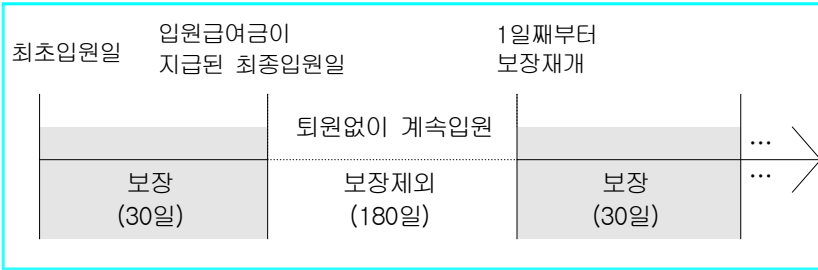 최초입원일
입원급여금이
지급된 최종입원일
1일째부터
보장재개
퇴원없이 계속입원
...
보장
(30일)
보장제외
(180일)
보장
(30일)
...